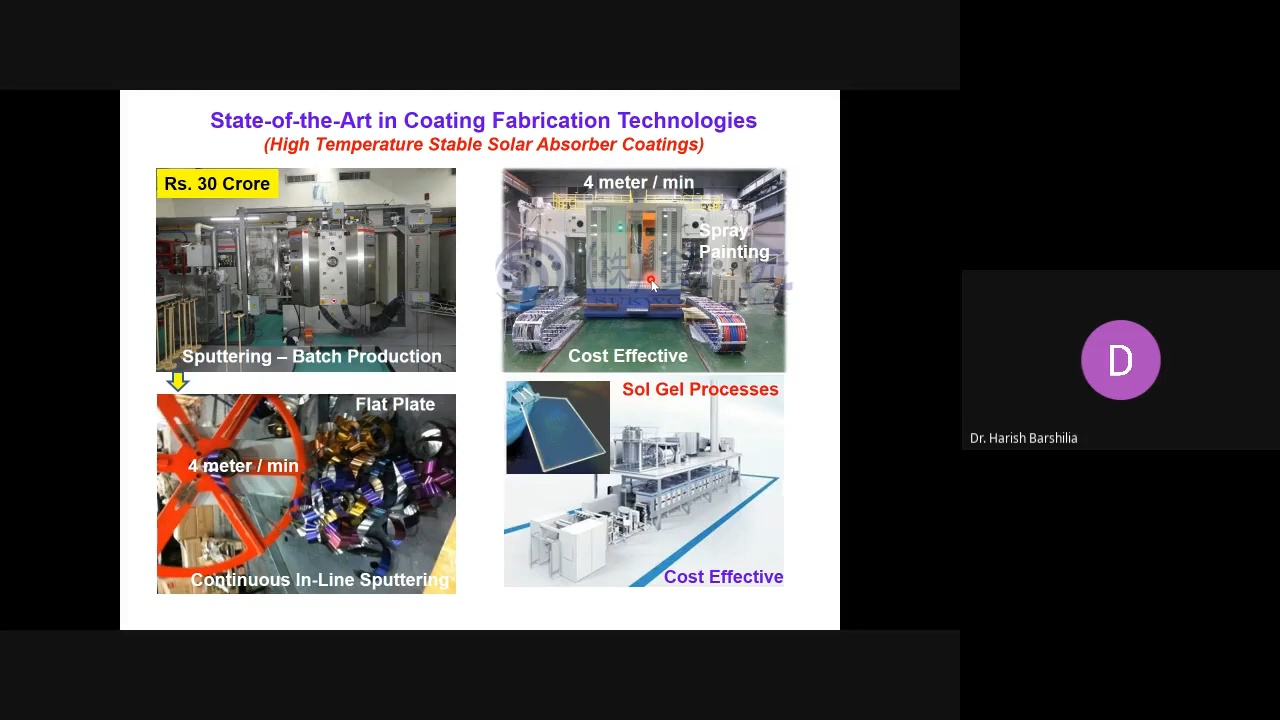 State-of-the-Art in Coating Fabrication Technologies
(High Temperature Stable Solar Absorber Coatings)
Rs. 30 Crore
Sputtering – Batch Production
4 meter / min
Spray
Painting
Cost Effective
Flat Plate
4 meter / min
Continuous In-Line Sputtering
Sol Gel Processes
Cost Effective
D
Dr. Harish Barshilia